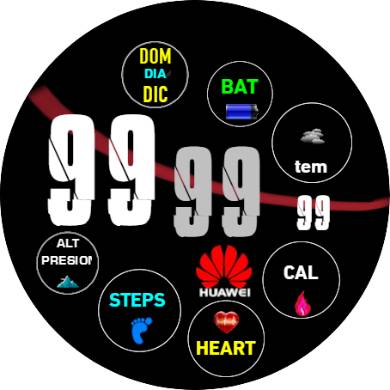 DOM
DIA
DIC
BAT
tem
99
99
99
ALT
PRESION
HUAWEI
CAL
STEPS
HEART